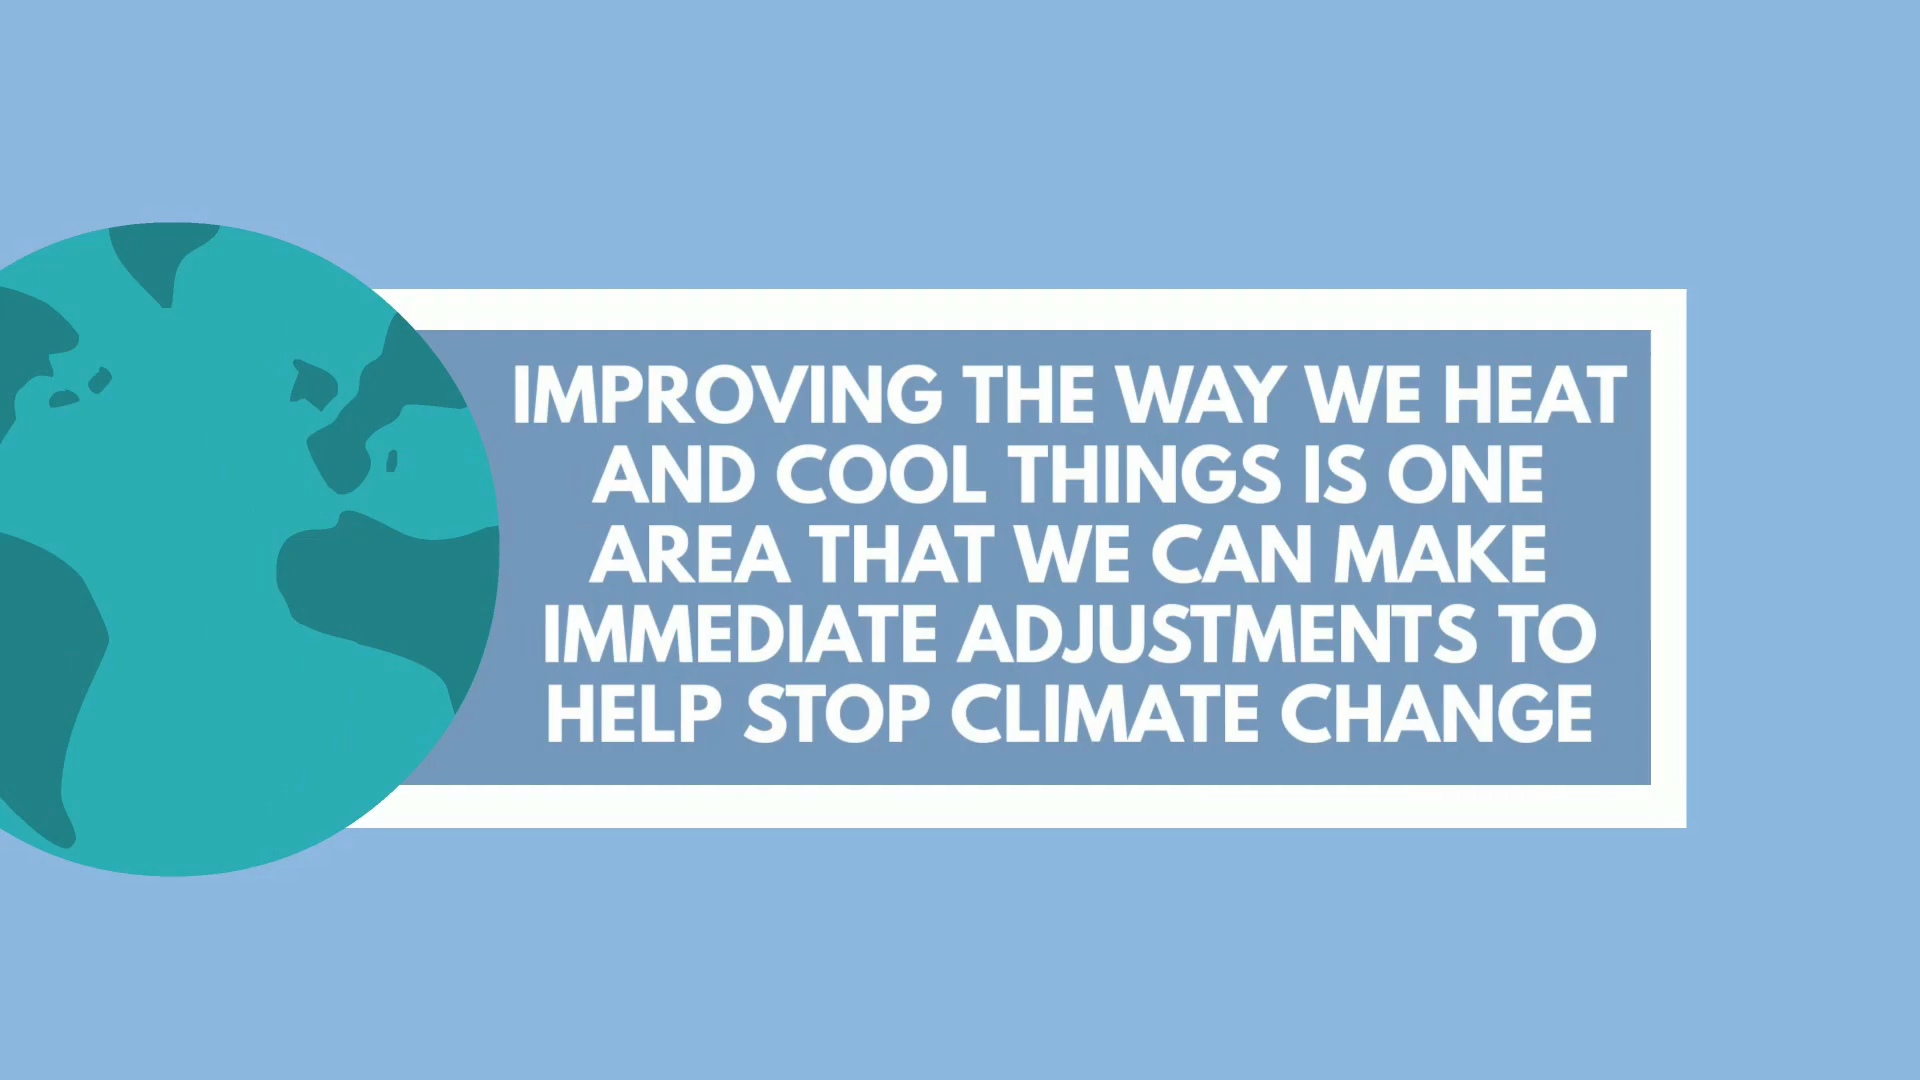 IMPROVING THE WAY WE HEAT
AND COOL THINGS IS ONE
AREA THAT WE CAN MAKE
IMMEDIATE ADJUSTMENTS TO
HELP STOP CLIMATE CHANGE